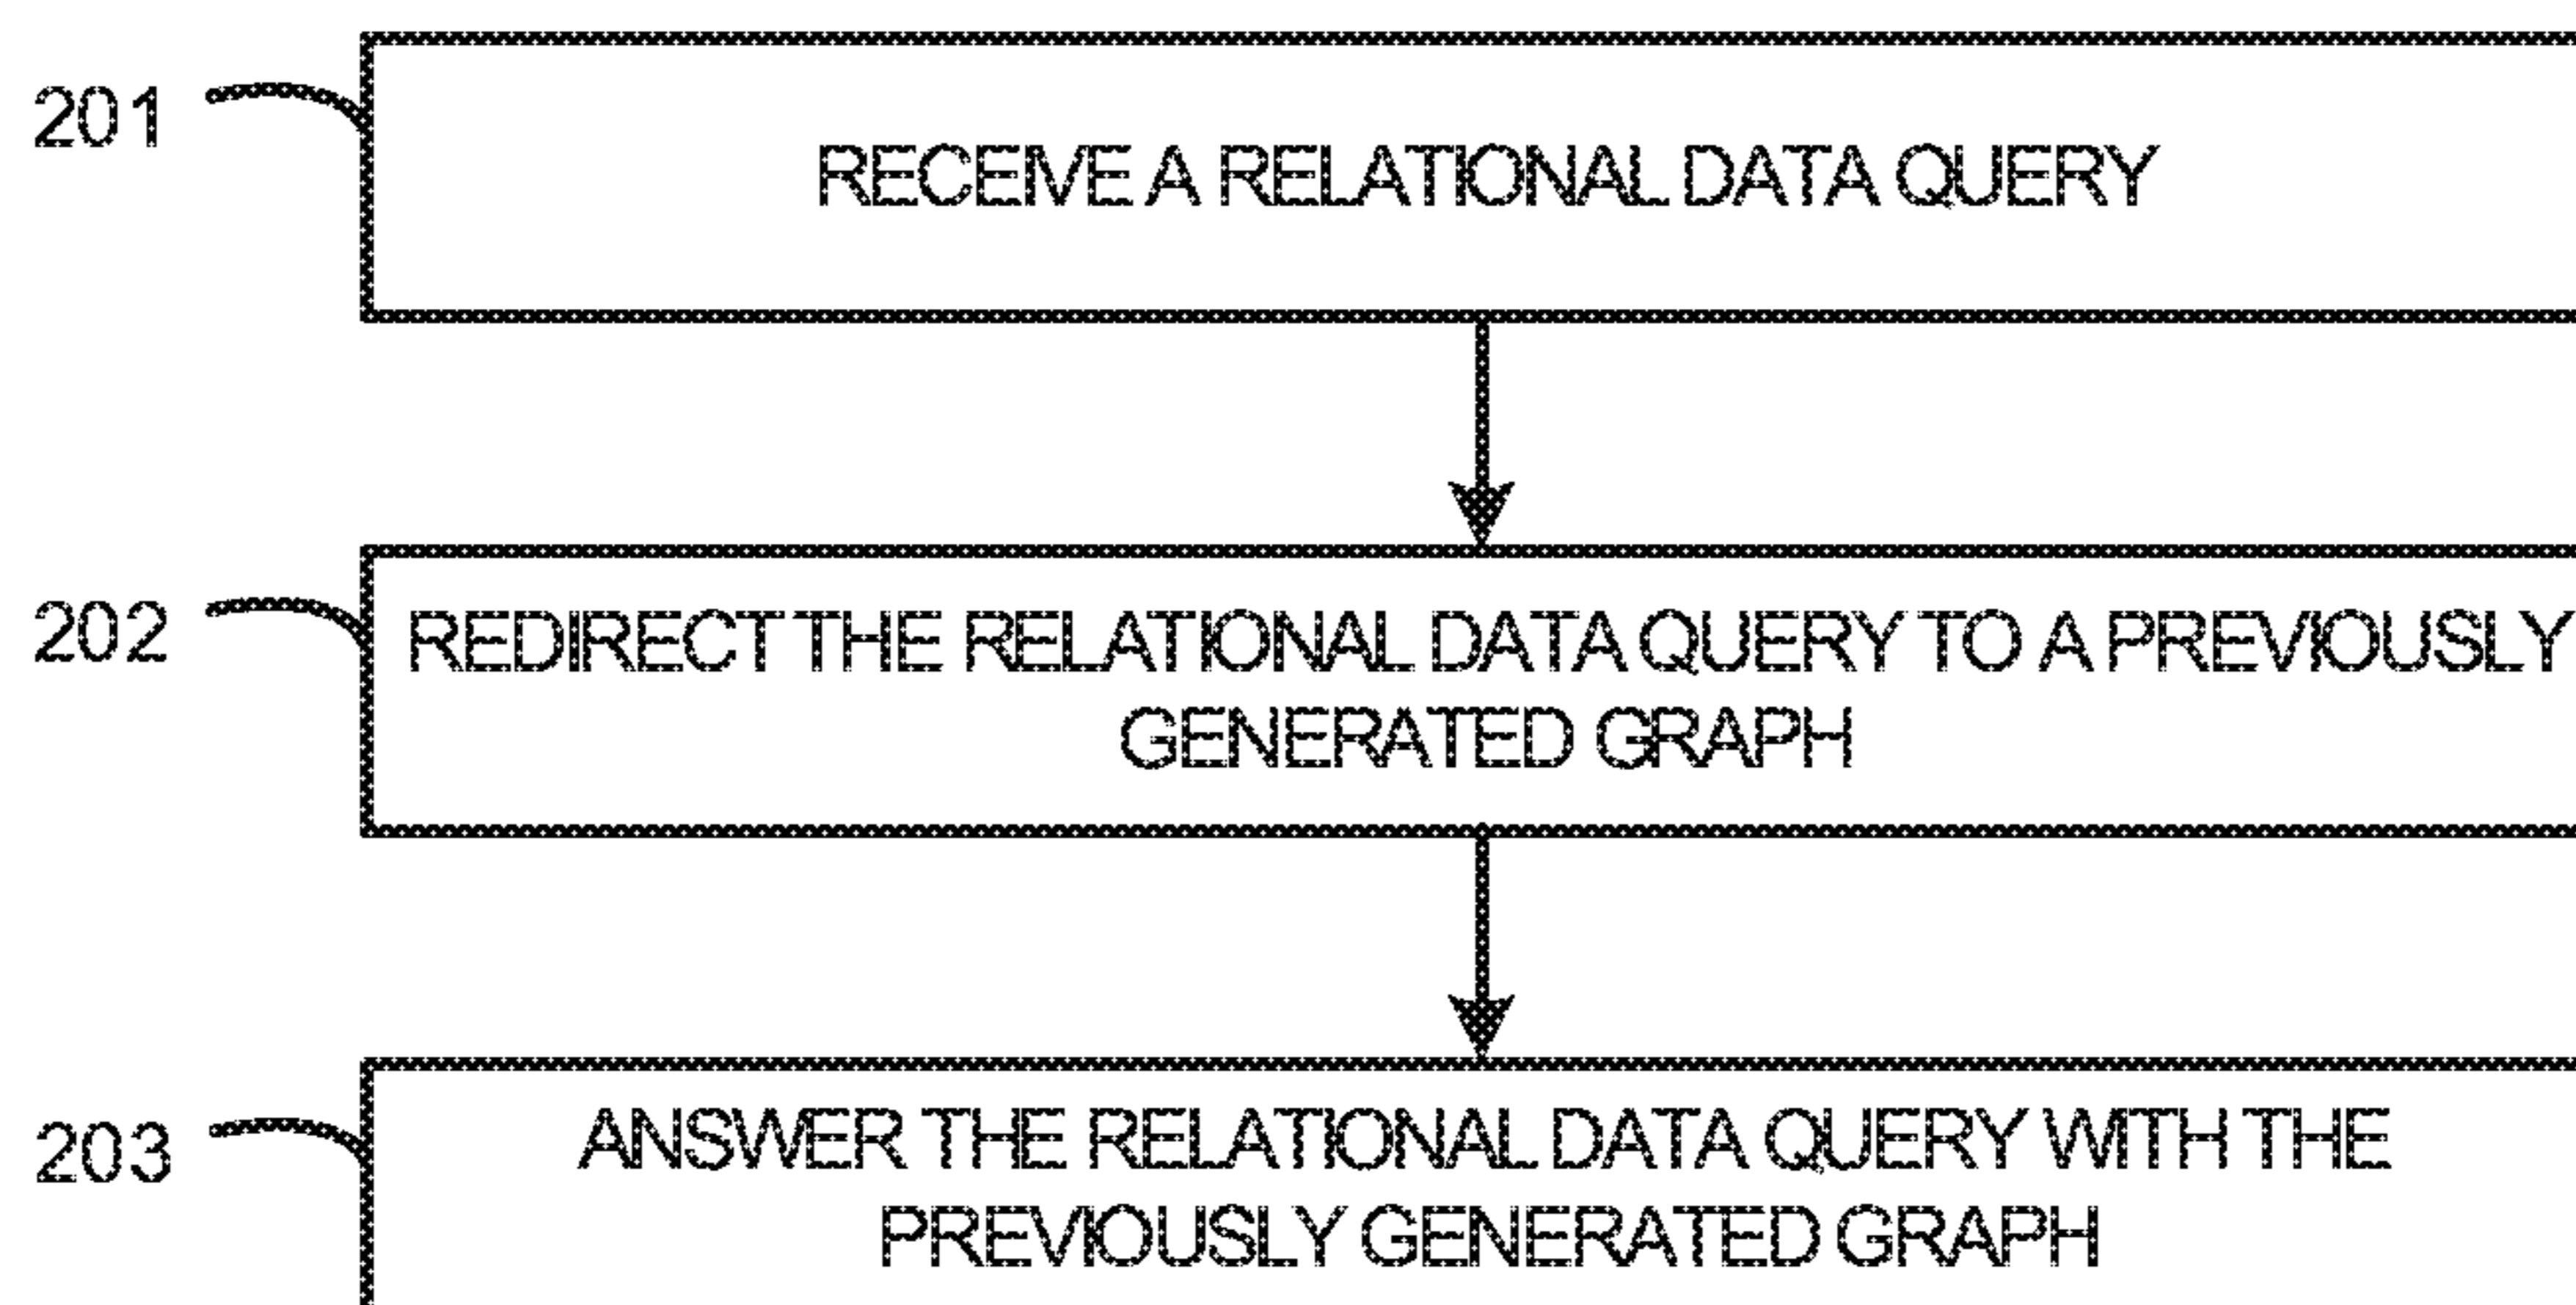 201
RECEIVE A RELATIONAL DATA QUERY
202
REDIRECT THE RELATIONAL DATA QUERY TO A PREVIOUSLY
GENERATED GRAPH
203
ANSWER THE RELATIONAL DATA QUERY WITH THE
PREVIOUSLY GENERATED GRAPH